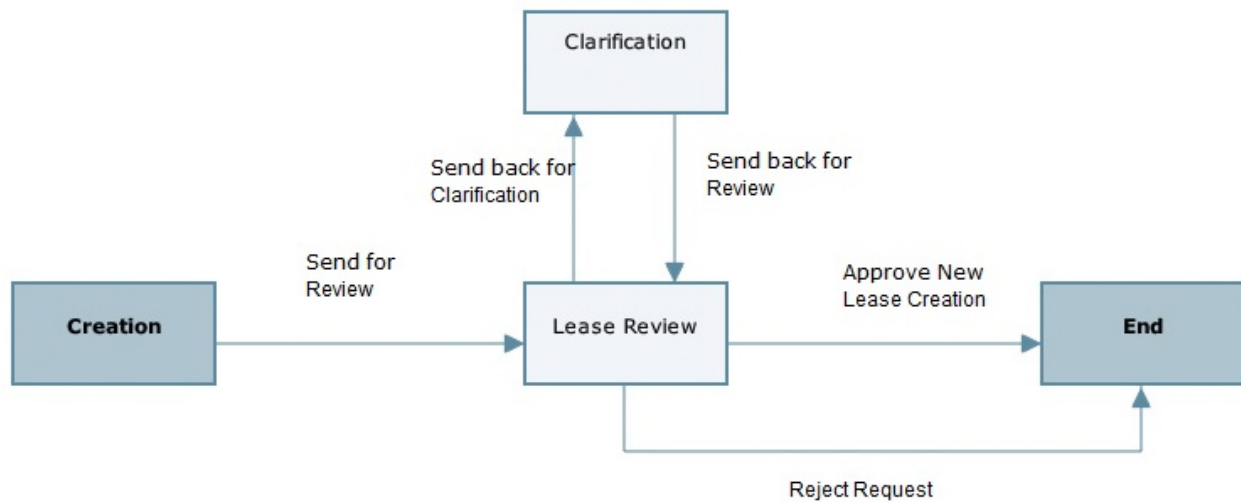 Clarification
Send back for
Clarification
Send back for
Review
Send for
Review
Approve New
Lease Creation
Creation
Lease Review
End
Reject Request